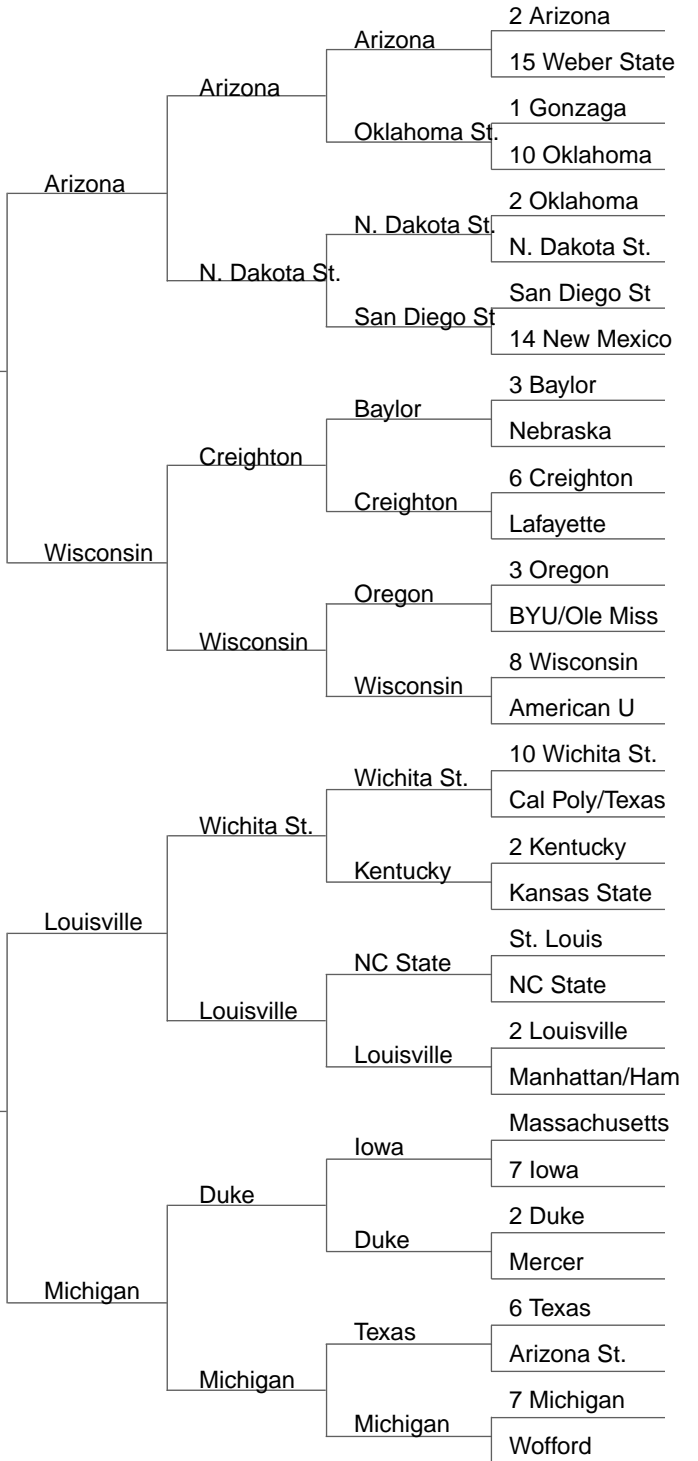 2 Arizona
Arizona
15 Weber State
Arizona
1 Gonzaga
Oklahoma St.
10 Oklahoma
Arizona
2 Oklahoma
N. Dakota St.
N. Dakota St.
N. Dakota St.
San Diego St
San Diego St
14 New Mexico
3 Baylor
Baylor
Nebraska
Creighton
6 Creighton
Creighton
Lafayette
Wisconsin
3 Oregon
Oregon
BYU/Ole Miss
Wisconsin
8 Wisconsin
Wisconsin
American U
10 Wichita St.
Wichita St.
Cal Poly/Texas
Wichita St.
2 Kentucky
Kentucky
Kansas State
Louisville
St. Louis
NC State
NC State
Louisville
2 Louisville
Louisville
Manhattan/Ham
Massachusetts
Iowa
7 Iowa
Duke
2 Duke
Duke
Mercer
Michigan
6 Texas
Texas
Arizona St.
Michigan
7 Michigan
Michigan
Wofford